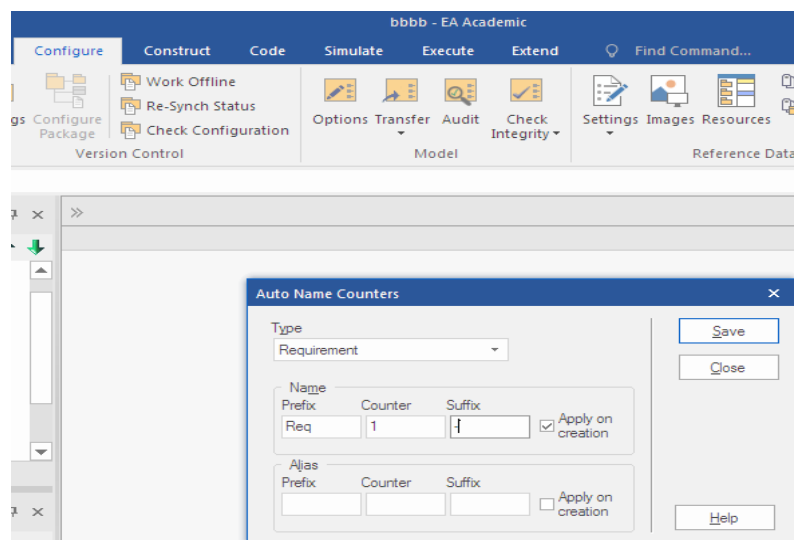 bbbb - EA Academic
Configure Construct Code Simulate Execute Extend Find Command...
Work Offline
Re-Synch Status
Check Configuration
gs Configure Package
Options Transfer Audit Check Integrity
Settings Images Resources
Version Control Model Reference Data
Auto Name Counters
Type
Requirement
Save
Close
Name
Prefix Counter Suffix
Req 1 -
Apply on creation
Alias
Prefix Counter Suffix
Apply on creation
Help